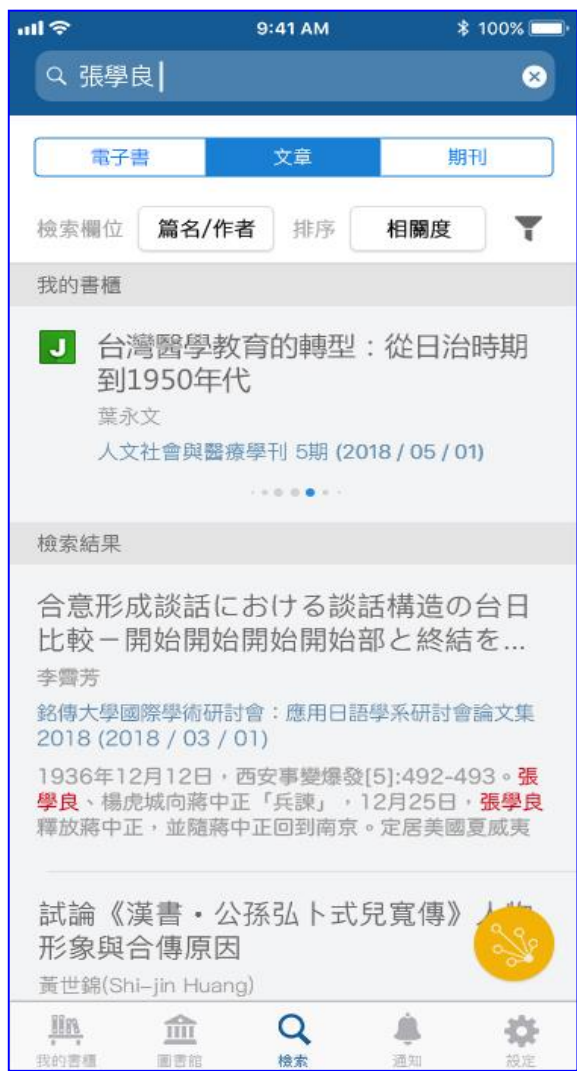 9:41 AM
100%
張學良
電子書 文章 期刊
檢索欄位 篇名/作者 排序 相關度
我的書櫃
J
台灣醫學教育的轉型：從日治時期
到1950年代
葉永文
人文社會與醫療學刊 5期 (2018 / 05 / 01)
檢索結果
合意形成談話における談話構造の台日
比較－開始開始開始開始部と終結を...
李霽芳
銘傳大學國際學術研討會：應用日語學系研討會論文集
2018 (2018 / 03 / 01)
1936年12月12日，西安事變爆發[5]:492-493。張
學良、楊虎城向蔣中正「兵諫」，12月25日，張學良
釋放蔣中正，並隨蔣中正回到南京。定居美國夏威夷
試論《漢書・公孫弘卜式兒寬傳》人物
形象與合傳原因
黃世錦(Shi-jin Huang)
我的書櫃 圖書館 檢索 通知 設定